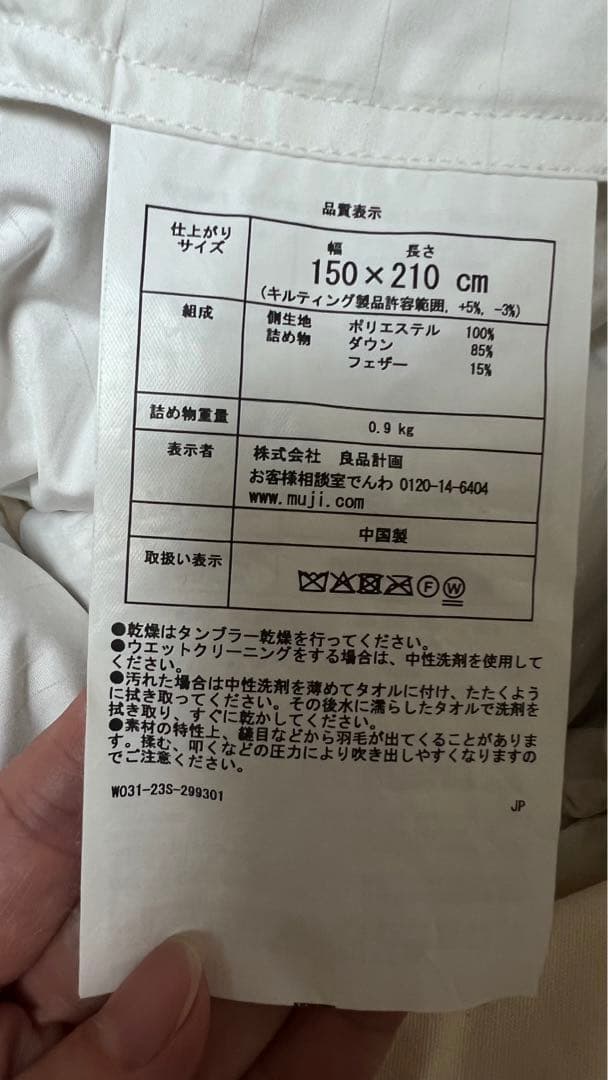 品質表示
仕上がり
サイズ
幅 長さ
150×210 cm
(キルティング製品許容範囲, +5%, -3%)
組成
側生地 ポリエステル 100%
詰め物 ダウン 85%
フェザー 15%
詰め物重量 0.9 kg
表示者
株式会社 良品計画
お客様相談室でんわ 0120-14-6404
www.muji.com
中国製
取扱い表示
F W
●乾燥はタンブラー乾燥を行ってください。
●ウエットクリーニングをする場合は、中性洗剤を使用して
ください。
●汚れた場合は中性洗剤を薄めてタオルに付け、たたくよう
に拭き取ってください。その後水に濡らしたタオルで洗剤を
拭き取り、すぐに乾かしてください。
●素材の特性上、縫目などから羽毛が出てくることがありま
す。揉む、叩くなどの圧力により吹き出しやすくなりますの
でご注意ください。
W031-23S-299301
JP